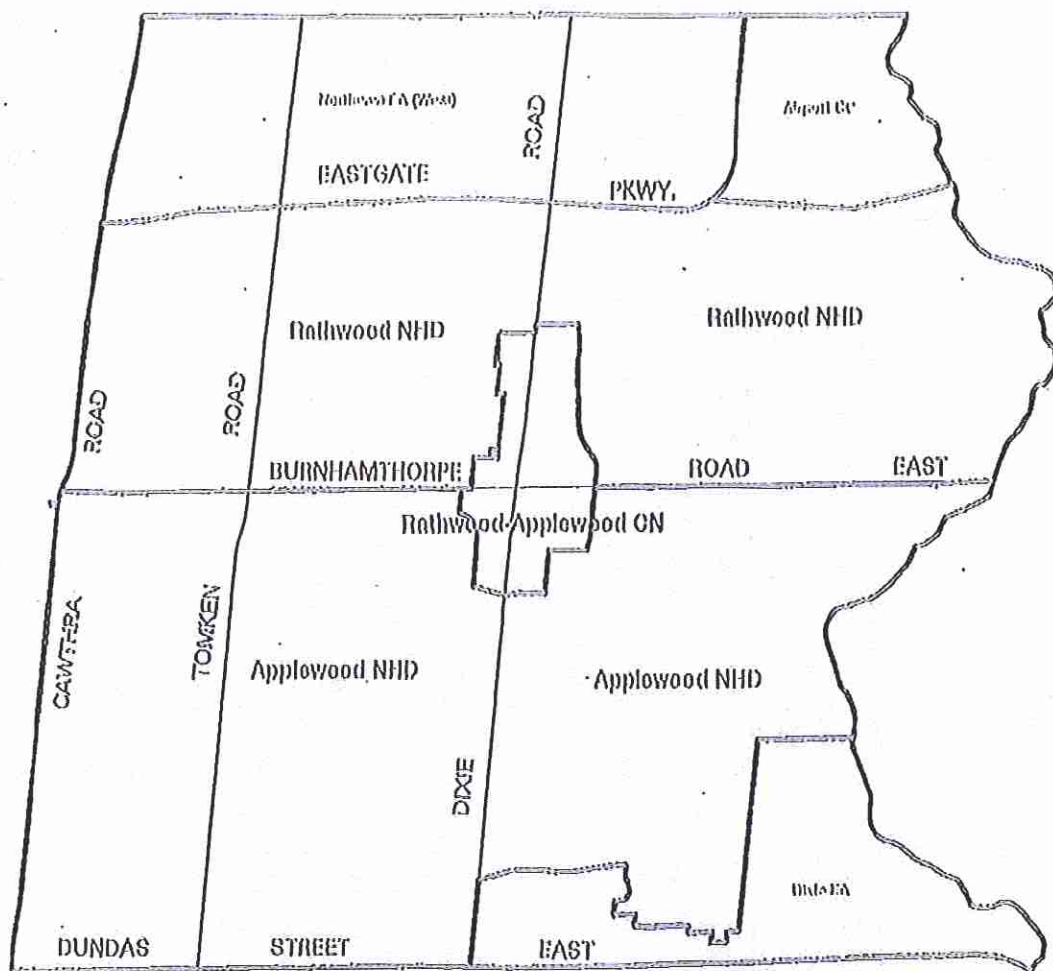 ROAD
EASTGATE
PKWY.
Rathwood NHD
Rathwood NHD
ROAD
ROAD
BURNHAMTHORPE
ROAD
EAST
Rathwood-Applewood CN
CAWTHRA
TOMKEN
Applewood NHD
Applewood NHD
DIXIE
DUNDAS
STREET
EAST